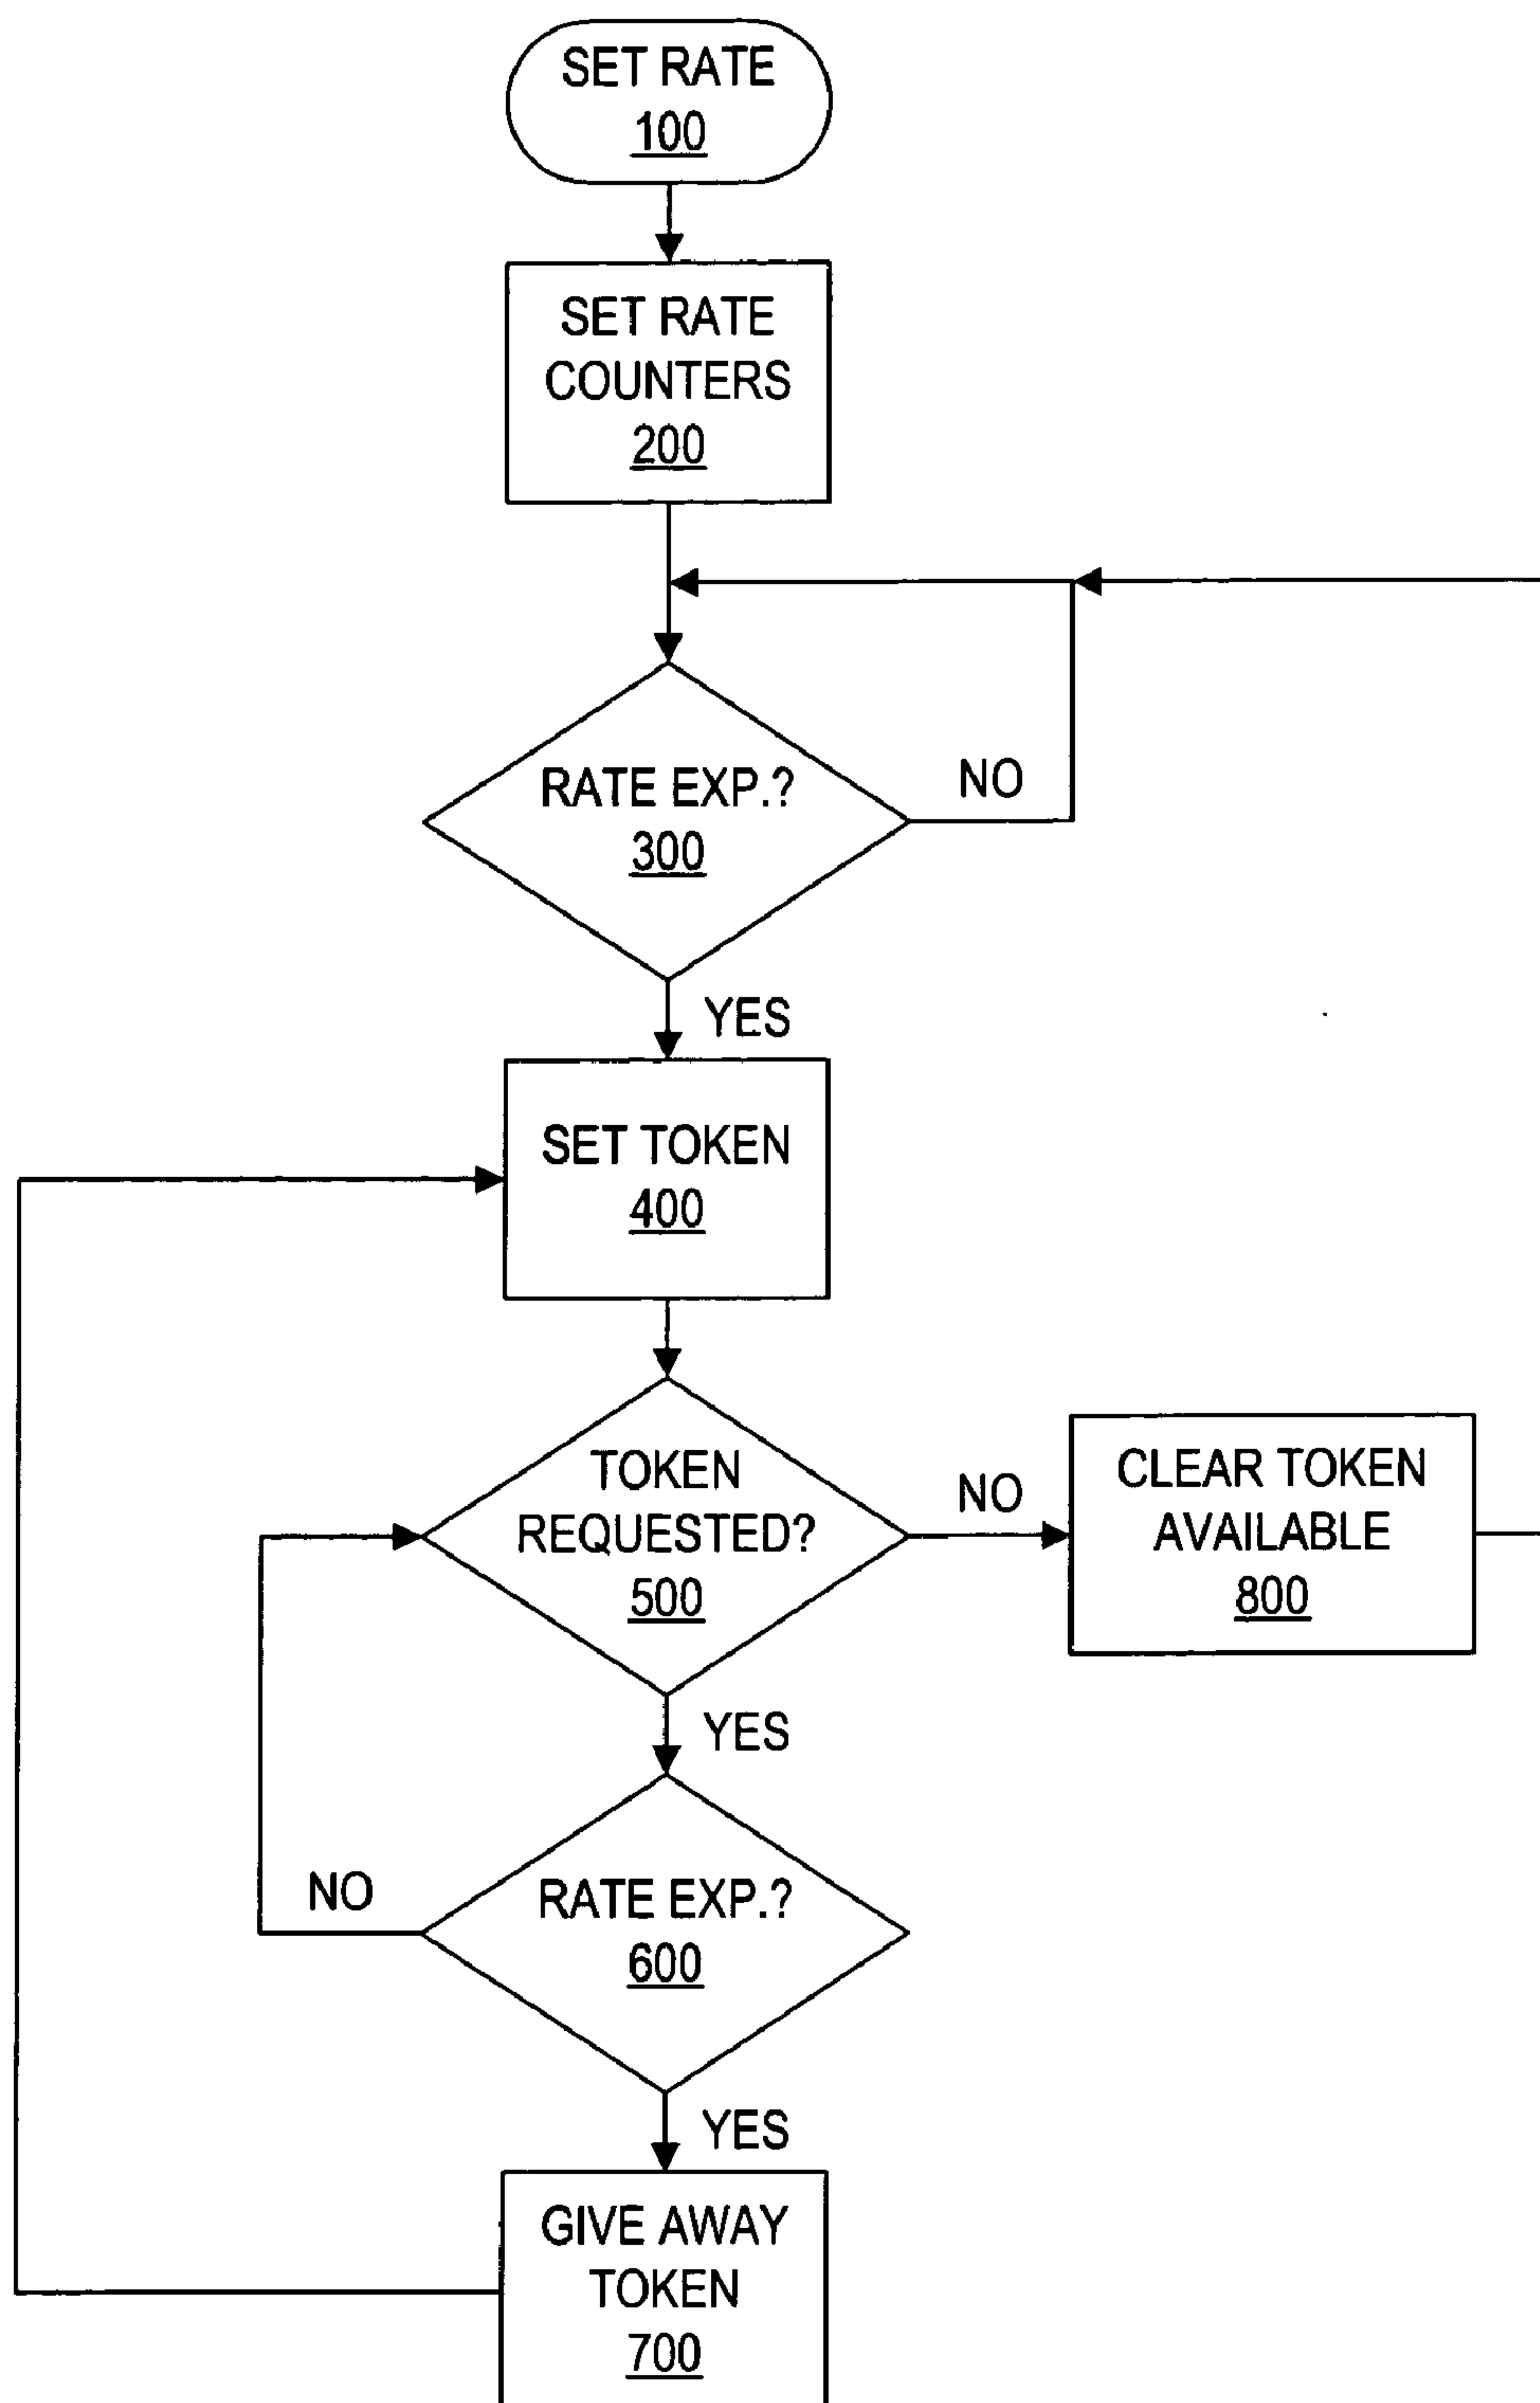 SET RATE
100
SET RATE
COUNTERS
200
RATE EXP.?
300
NO
YES
SET TOKEN
400
TOKEN
REQUESTED?
500
NO
CLEAR TOKEN
AVAILABLE
800
YES
RATE EXP.?
600
NO
YES
GIVE AWAY
TOKEN
700